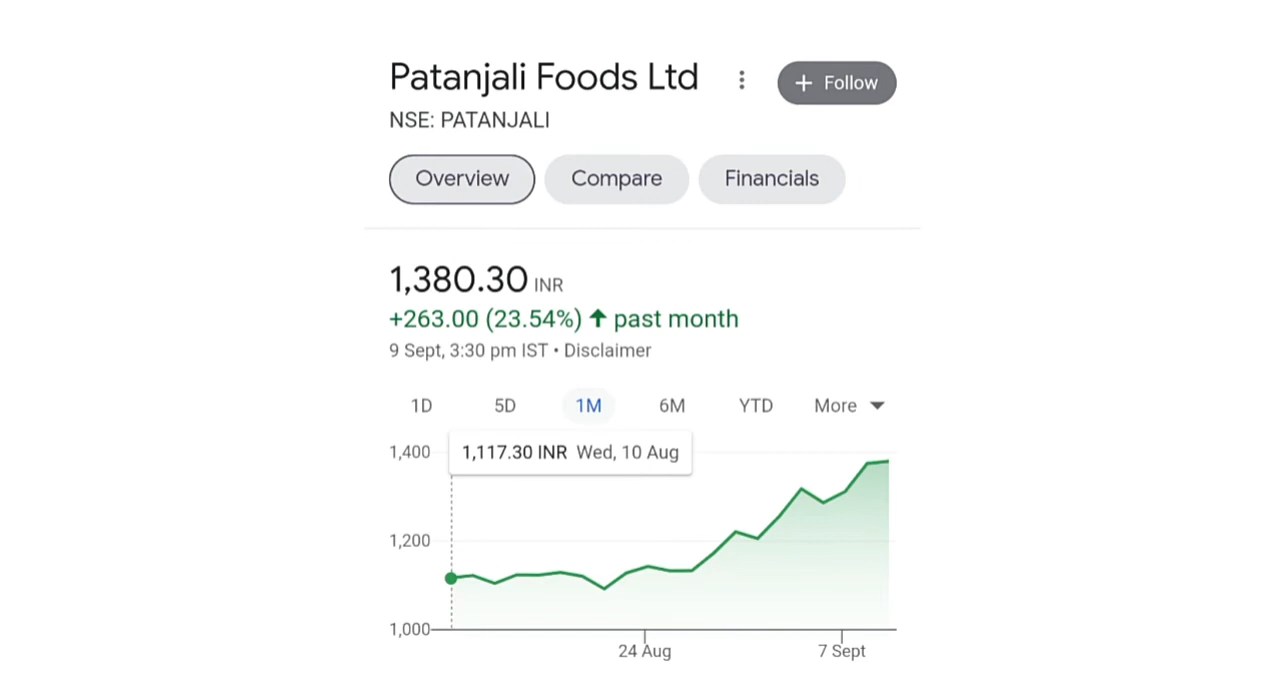 Patanjali Foods Ltd
+ Follow
NSE: PATANJALI
Overview Compare Financials
1,380.30 INR
+263.00 (23.54%) ↑ past month
9 Sept, 3:30 pm IST • Disclaimer
1D 5D 1M 6M YTD More
1,400
1,117.30 INR Wed, 10 Aug
1,200
1,000
24 Aug 7 Sept